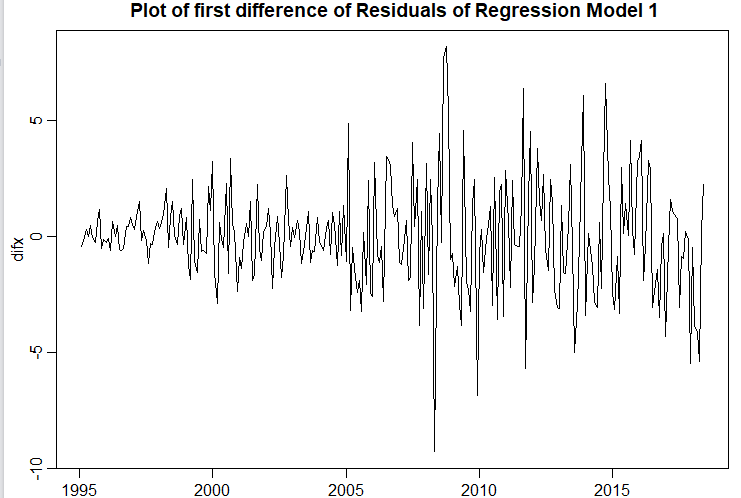 Plot of first difference of Residuals of Regression Model 1
difx
5
0
-5
-10
1995 2000 2005 2010 2015